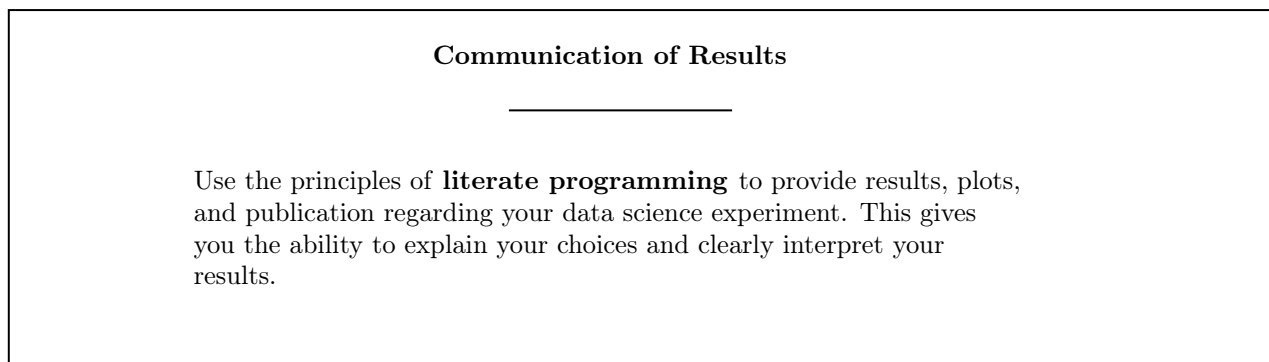 Communication of Results
Use the principles of literate programming to provide results, plots,
and publication regarding your data science experiment. This gives
you the ability to explain your choices and clearly interpret your
results.